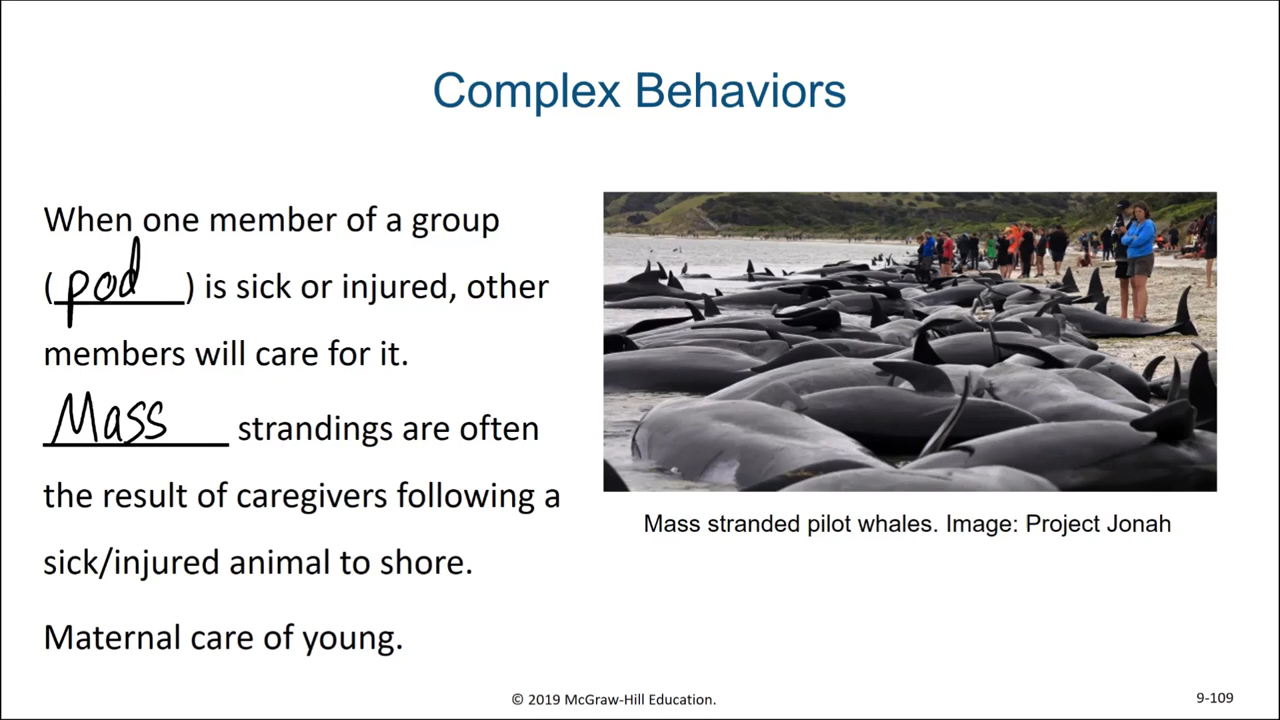 Complex Behaviors
When one member of a group
(pod) is sick or injured, other
members will care for it.
Mass strandings are often
the result of caregivers following a
sick/injured animal to shore.
Maternal care of young.
Mass stranded pilot whales. Image: Project Jonah
© 2019 McGraw-Hill Education.
9-109